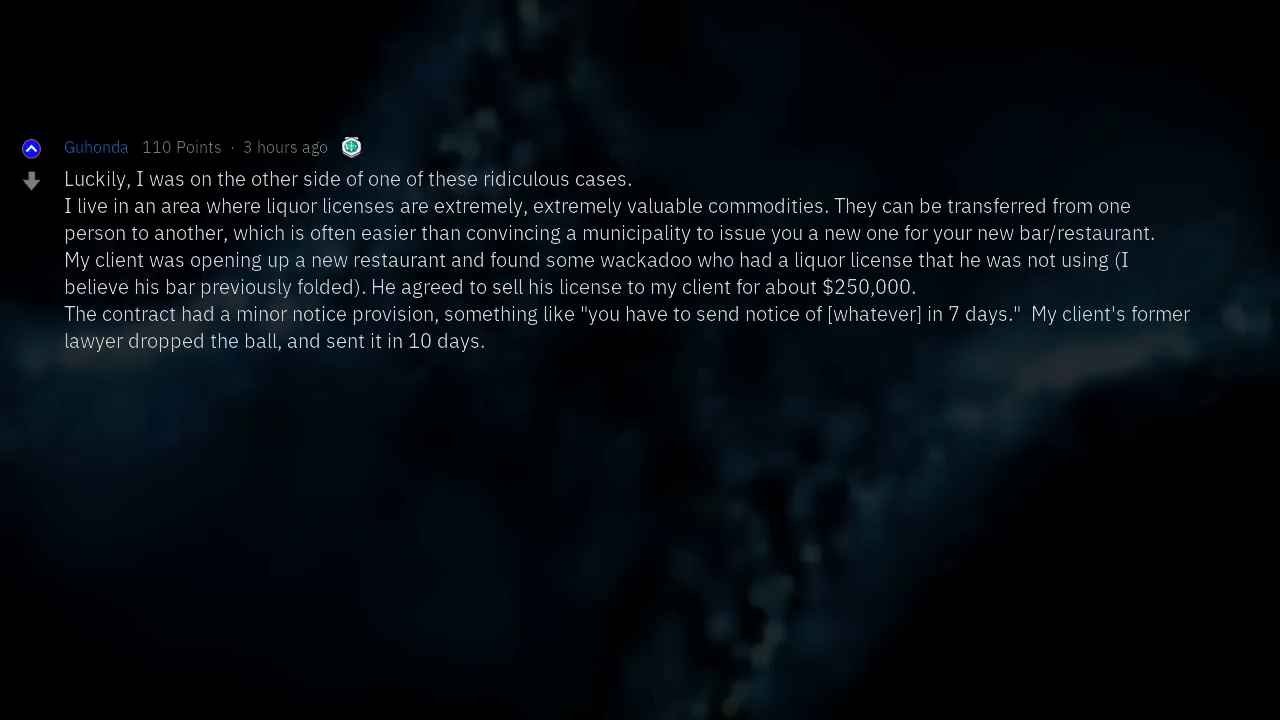 Guhonda 110 Points · 3 hours ago
Luckily, I was on the other side of one of these ridiculous cases.
I live in an area where liquor licenses are extremely, extremely valuable commodities. They can be transferred from one
person to another, which is often easier than convincing a municipality to issue you a new one for your new bar/restaurant.
My client was opening up a new restaurant and found some wackadoo who had a liquor license that he was not using (I
believe his bar previously folded). He agreed to sell his license to my client for about $250,000.
The contract had a minor notice provision, something like "you have to send notice of [whatever] in 7 days."  My client's former
lawyer dropped the ball, and sent it in 10 days.